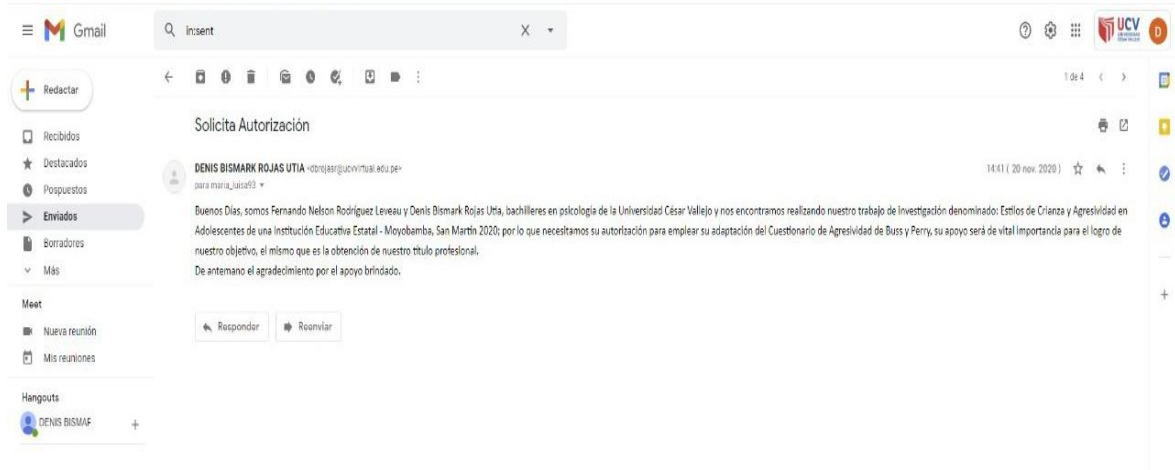 Gmail
in:sent
UCV
UNIVERSIDAD
CÉSAR VALLEJO
D
Redactar
1 de 4
Recibidos
Destacados
Pospuestos
Enviados
Borradores
Más
Meet
Nueva reunión
Mis reuniones
Hangouts
DENIS BISMAR
Solicita Autorización
DENIS BISMARK ROJAS UTIA <dbrojasr@ucvvirtual.edu.pe>
14:41 ( 20 nov. 2020 )
para maria_luisa93
Buenos Días, somos Fernando Nelson Rodríguez Leveau y Denis Bismark Rojas Utia, bachilleres en psicología de la Universidad César Vallejo y nos encontramos realizando nuestro trabajo de investigación denominado: Estilos de Crianza y Agresividad en
Adolescentes de una Institución Educativa Estatal - Moyobamba, San Martín 2020; por lo que necesitamos su autorización para emplear su adaptación del Cuestionario de Agresividad de Buss y Perry, su apoyo será de vital importancia para el logro de
nuestro objetivo, el mismo que es la obtención de nuestro título profesional.
De antemano el agradecimiento por el apoyo brindado.
Responder
Reenviar